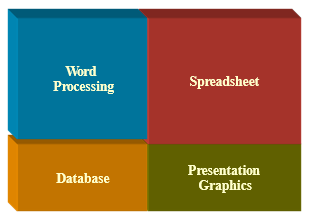 Word
Processing
Spreadsheet
Database
Presentation
Graphics